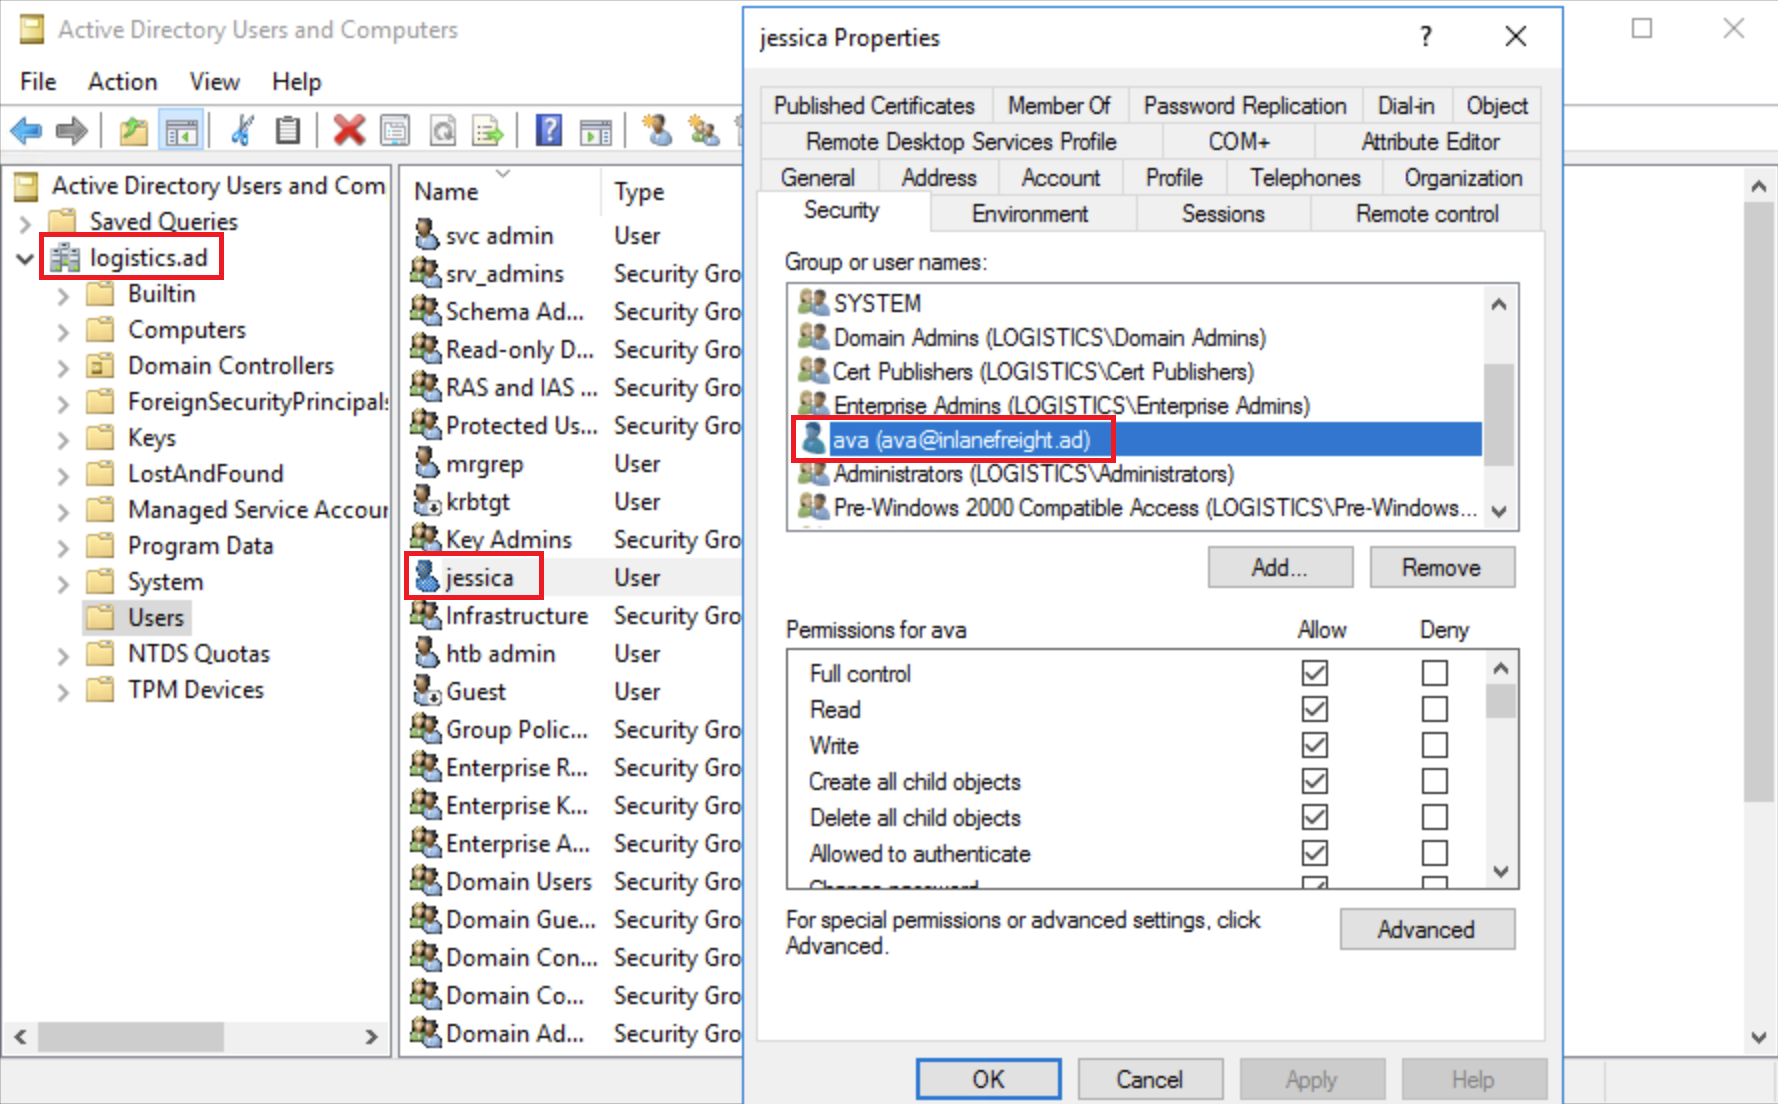 Active Directory Users and Computers
File Action View Help
Active Directory Users and Com
Saved Queries
logistics.ad
Builtin
Computers
Domain Controllers
ForeignSecurityPrincipals
Keys
LostAndFound
Managed Service Accour
Program Data
System
Users
NTDS Quotas
TPM Devices
Name Type
svc admin User
srv_admins Security Gro
Schema Ad... Security Gro
Read-only D... Security Gro
RAS and IAS ... Security Gro
Protected Us... Security Gro
mrgrep User
krbtgt User
Key Admins Security Gro
jessica User
Infrastructure Security Gro
htb admin User
Guest User
Group Polic... Security Gro
Enterprise R... Security Gro
Enterprise K... Security Gro
Enterprise A... Security Gro
Domain Users Security Gro
Domain Gue... Security Gro
Domain Con... Security Gro
Domain Co... Security Gro
Domain Ad... Security Gro
jessica Properties
?
Published Certificates Member Of Password Replication Dial-in Object
Remote Desktop Services Profile COM+ Attribute Editor
General Address Account Profile Telephones Organization
Security Environment Sessions Remote control
Group or user names:
SYSTEM
Domain Admins (LOGISTICS\Domain Admins)
Cert Publishers (LOGISTICS\Cert Publishers)
Enterprise Admins (LOGISTICS\Enterprise Admins)
ava (ava@inlanefreight.ad)
Administrators (LOGISTICS\Administrators)
Pre-Windows 2000 Compatible Access (LOGISTICS\Pre-Windows...
Add... Remove
Permissions for ava Allow Deny
Full control
Read
Write
Create all child objects
Delete all child objects
Allowed to authenticate
Change password
For special permissions or advanced settings, click
Advanced.
Advanced
OK Cancel Apply Help